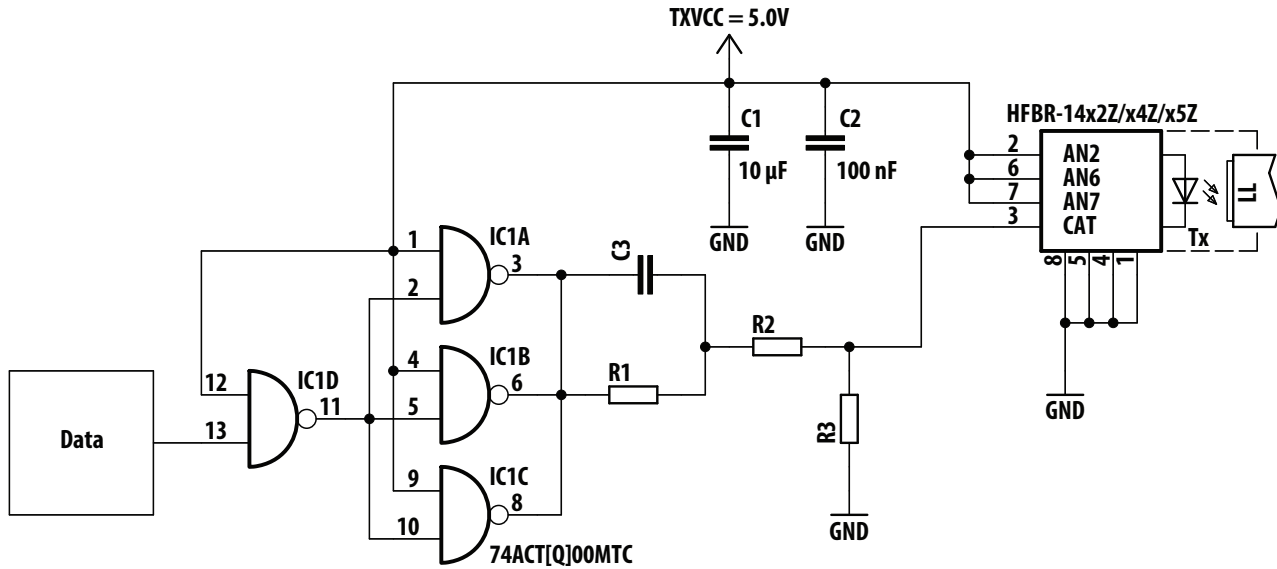 TXVCC = 5.0V
C1
10 µF
GND
C2
100 nF
GND
HFBR-14x2Z/x4Z/x5Z
2
AN2
6
AN6
7
AN7
3
CAT
Tx
LL
8
5
4
1
GND
1
2
IC1A
3
C3
R2
4
5
IC1B
6
R1
R3
GND
Data
12
13
IC1D
11
9
10
IC1C
8
74ACT[Q]00MTC